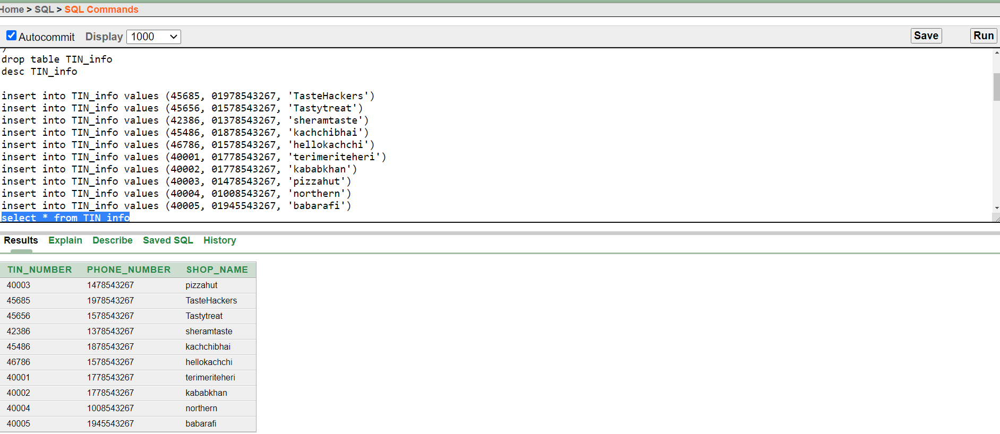 Home > SQL > SQL Commands
Autocommit Display 1000 Save Run
)
drop table TIN_info
desc TIN_info
insert into TIN_info values (45685, 01978543267, 'TasteHackers')
insert into TIN_info values (45656, 01578543267, 'Tastytreat')
insert into TIN_info values (42386, 01378543267, 'sheramtaste')
insert into TIN_info values (45486, 01878543267, 'kachchibhai')
insert into TIN_info values (46786, 01578543267, 'hellokachchi')
insert into TIN_info values (40001, 01778543267, 'terimeriteheri')
insert into TIN_info values (40002, 01778543267, 'kababkhan')
insert into TIN_info values (40003, 01478543267, 'pizzahut')
insert into TIN_info values (40004, 01008543267, 'northern')
insert into TIN_info values (40005, 01945543267, 'babarafi')
select * from TIN_info
Results Explain Describe Saved SQL History
TIN_NUMBER PHONE_NUMBER SHOP_NAME
40003 1478543267 pizzahut
45685 1978543267 TasteHackers
45656 1578543267 Tastytreat
42386 1378543267 sheramtaste
45486 1878543267 kachchibhai
46786 1578543267 hellokachchi
40001 1778543267 terimeriteheri
40002 1778543267 kababkhan
40004 1008543267 northern
40005 1945543267 babarafi